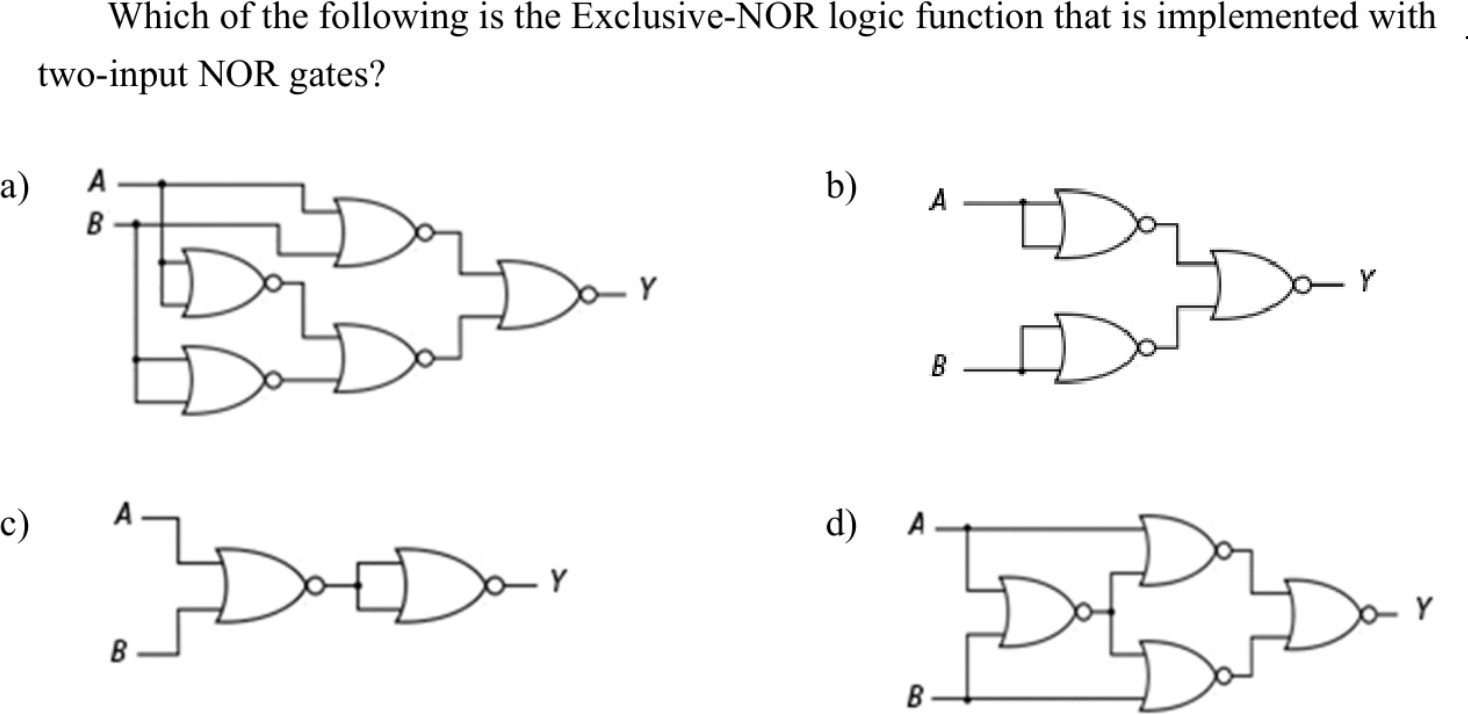 Which of the following is the Exclusive-NOR logic function that is implemented with
two-input NOR gates?
a)
A
B
Y
b)
A
B
Y
c)
A
B
Y
d)
A
B
Y